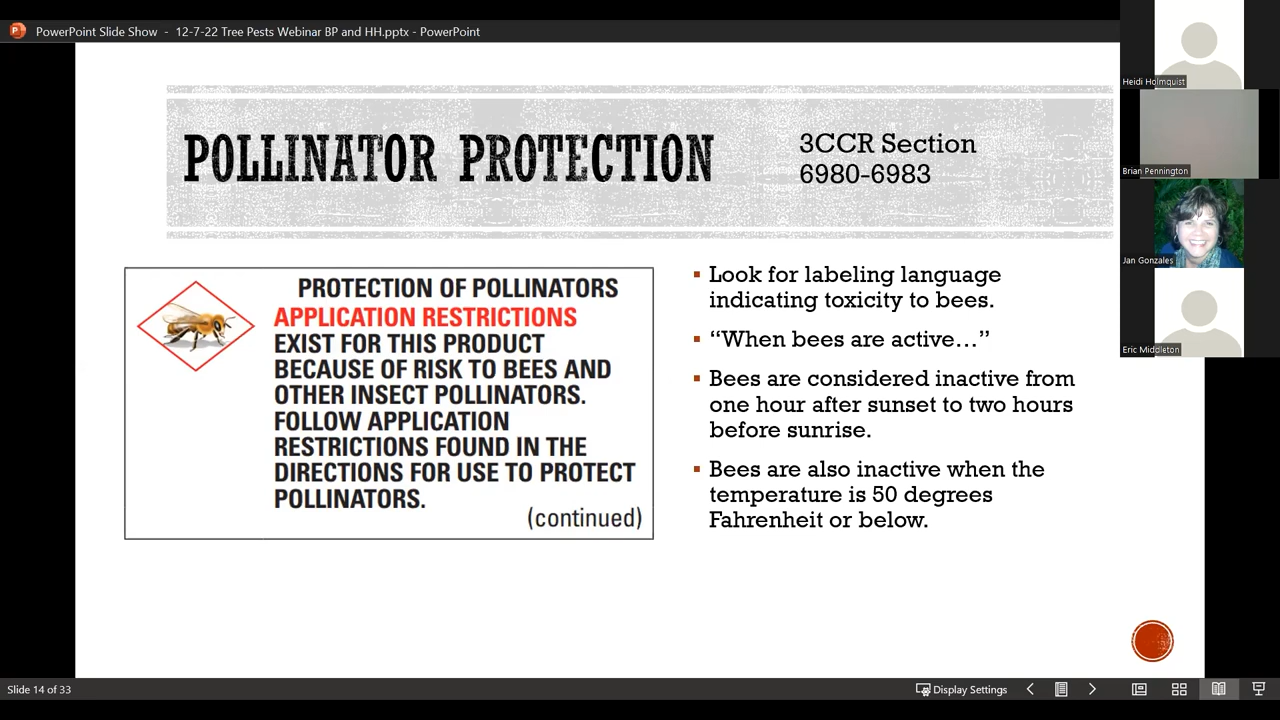 PowerPoint Slide Show - 12-7-22 Tree Pests Webinar BP and HH.pptx - PowerPoint
POLLINATOR PROTECTION
3CCR Section
6980-6983
PROTECTION OF POLLINATORS
APPLICATION RESTRICTIONS
EXIST FOR THIS PRODUCT
BECAUSE OF RISK TO BEES AND
OTHER INSECT POLLINATORS.
FOLLOW APPLICATION
RESTRICTIONS FOUND IN THE
DIRECTIONS FOR USE TO PROTECT
POLLINATORS.
(continued)
Look for labeling language
indicating toxicity to bees.
“When bees are active…”
Bees are considered inactive from
one hour after sunset to two hours
before sunrise.
Bees are also inactive when the
temperature is 50 degrees
Fahrenheit or below.
Heidi Holmquist
Brian Pennington
Jan Gonzales
Eric Middleton
Slide 14 of 33
Display Settings